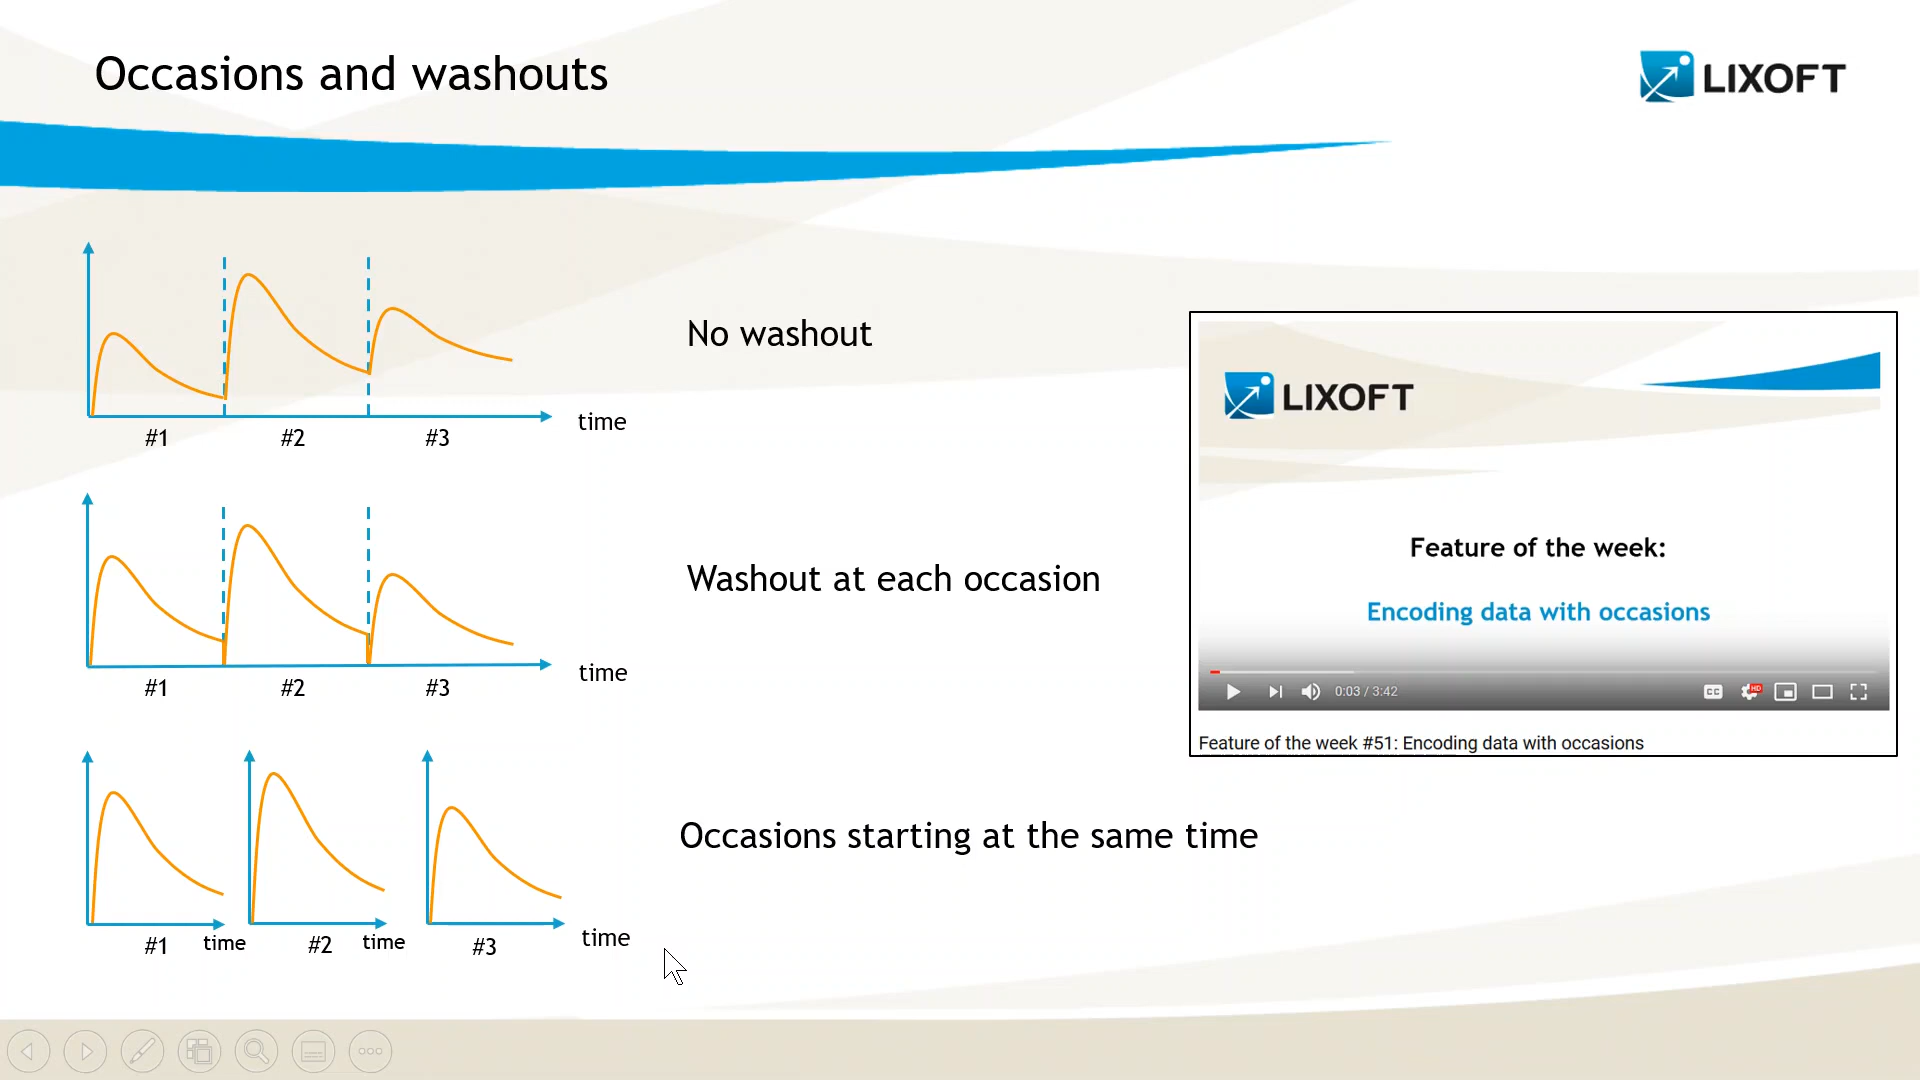 Occasions and washouts
LIXOFT
No washout
time
#1 #2 #3
Washout at each occasion
time
#1 #2 #3
Occasions starting at the same time
#1 time #2 time #3 time
LIXOFT
Feature of the week:
Encoding data with occasions
0:03 / 3:42
CC HD
Feature of the week #51: Encoding data with occasions